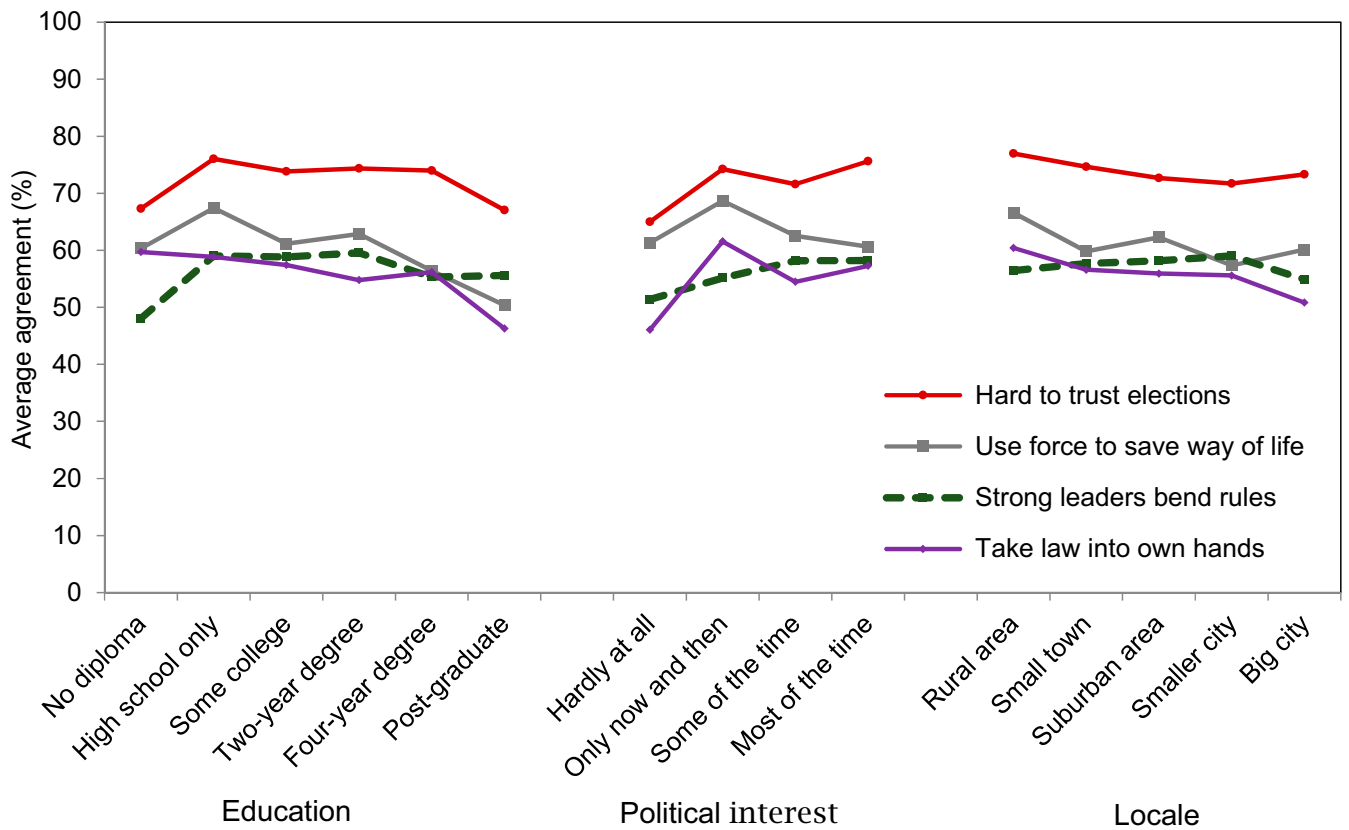 100
90
80
70
60
50
40
30
20
10
0
Average agreement (%)
Hard to trust elections
Use force to save way of life
Strong leaders bend rules
Take law into own hands
No diploma
High school only
Some college
Two-year degree
Four-year degree
Post-graduate
Hardly at all
Only now and then
Some of the time
Most of the time
Rural area
Small town
Suburban area
Smaller city
Big city
Education
Political interest
Locale